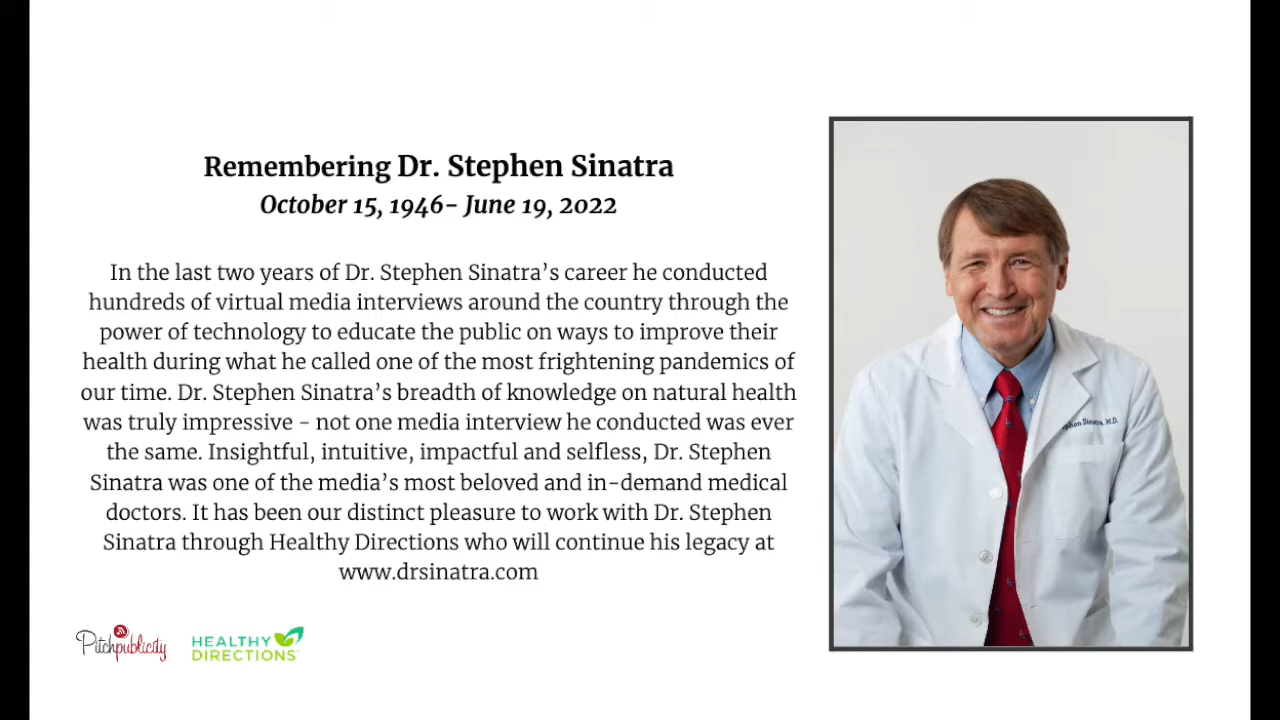 Remembering Dr. Stephen Sinatra
October 15, 1946– June 19, 2022
In the last two years of Dr. Stephen Sinatra’s career he conducted
hundreds of virtual media interviews around the country through the
power of technology to educate the public on ways to improve their
health during what he called one of the most frightening pandemics of
our time. Dr. Stephen Sinatra’s breadth of knowledge on natural health
was truly impressive - not one media interview he conducted was ever
the same. Insightful, intuitive, impactful and selfless, Dr. Stephen
Sinatra was one of the media’s most beloved and in-demand medical
doctors. It has been our distinct pleasure to work with Dr. Stephen
Sinatra through Healthy Directions who will continue his legacy at
www.drsinatra.com
Pitchpublicity
HEALTHY
DIRECTIONS
Sinatra, M.D.